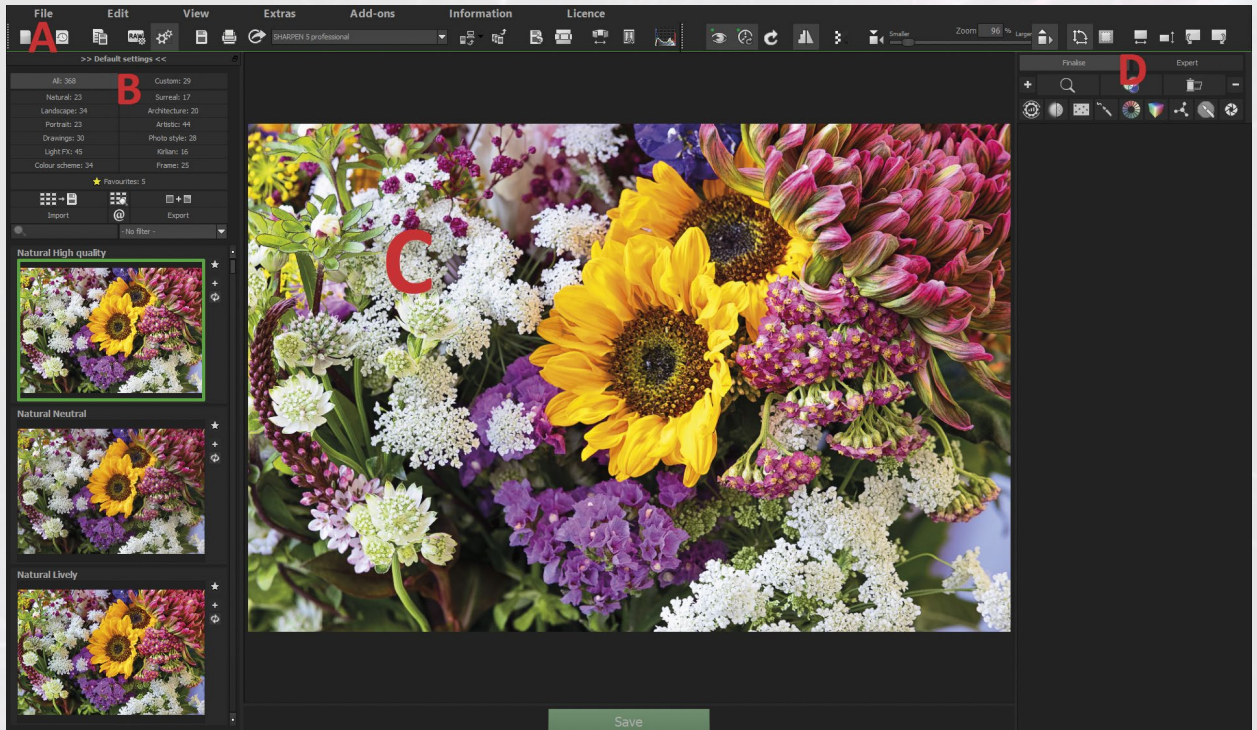 File Edit View Extras Add-ons Information Licence
A
RAW
SHARPEN 5 professional
Smaller
Zoom 96 % Larger
>> Default settings <<
All: 368 Custom: 29
B
Natural: 23 Surreal: 17
Landscape: 34 Architecture: 20
Portrait: 23 Artistic: 44
Drawings: 30 Photo style: 28
Light FX: 45 Kirlian: 16
Colour scheme: 34 Frame: 25
Favourites: 5
Import @ Export
- No filter -
Natural High quality
Natural Neutral
Natural Lively
C
Save
Finalise Expert
D